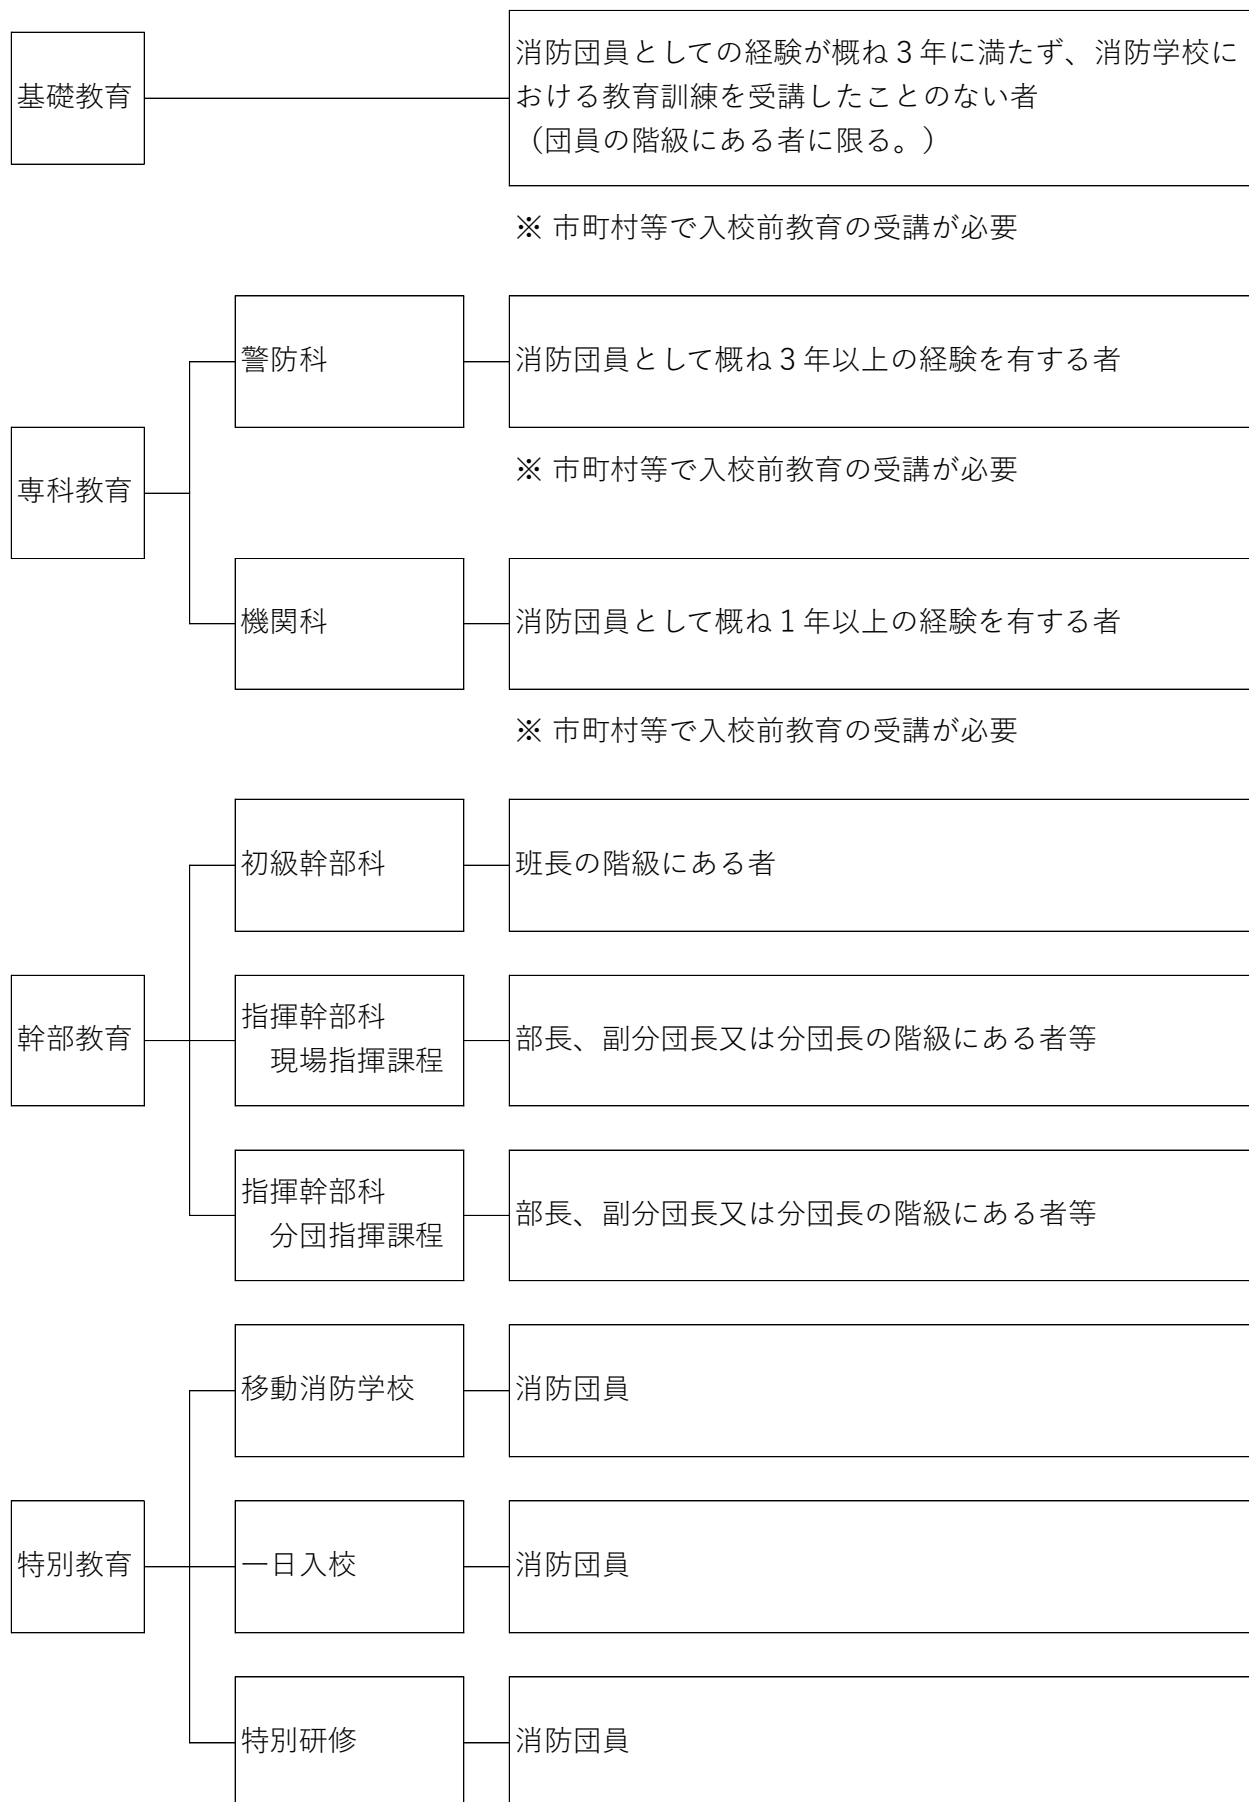 基礎教育
消防団員としての経験が概ね３年に満たず、消防学校に
おける教育訓練を受講したことのない者
（団員の階級にある者に限る。）
※ 市町村等で入校前教育の受講が必要
専科教育
警防科
消防団員として概ね３年以上の経験を有する者
※ 市町村等で入校前教育の受講が必要
機関科
消防団員として概ね１年以上の経験を有する者
※ 市町村等で入校前教育の受講が必要
幹部教育
初級幹部科
班長の階級にある者
指揮幹部科
現場指揮課程
部長、副分団長又は分団長の階級にある者等
指揮幹部科
分団指揮課程
部長、副分団長又は分団長の階級にある者等
特別教育
移動消防学校
消防団員
一日入校
消防団員
特別研修
消防団員